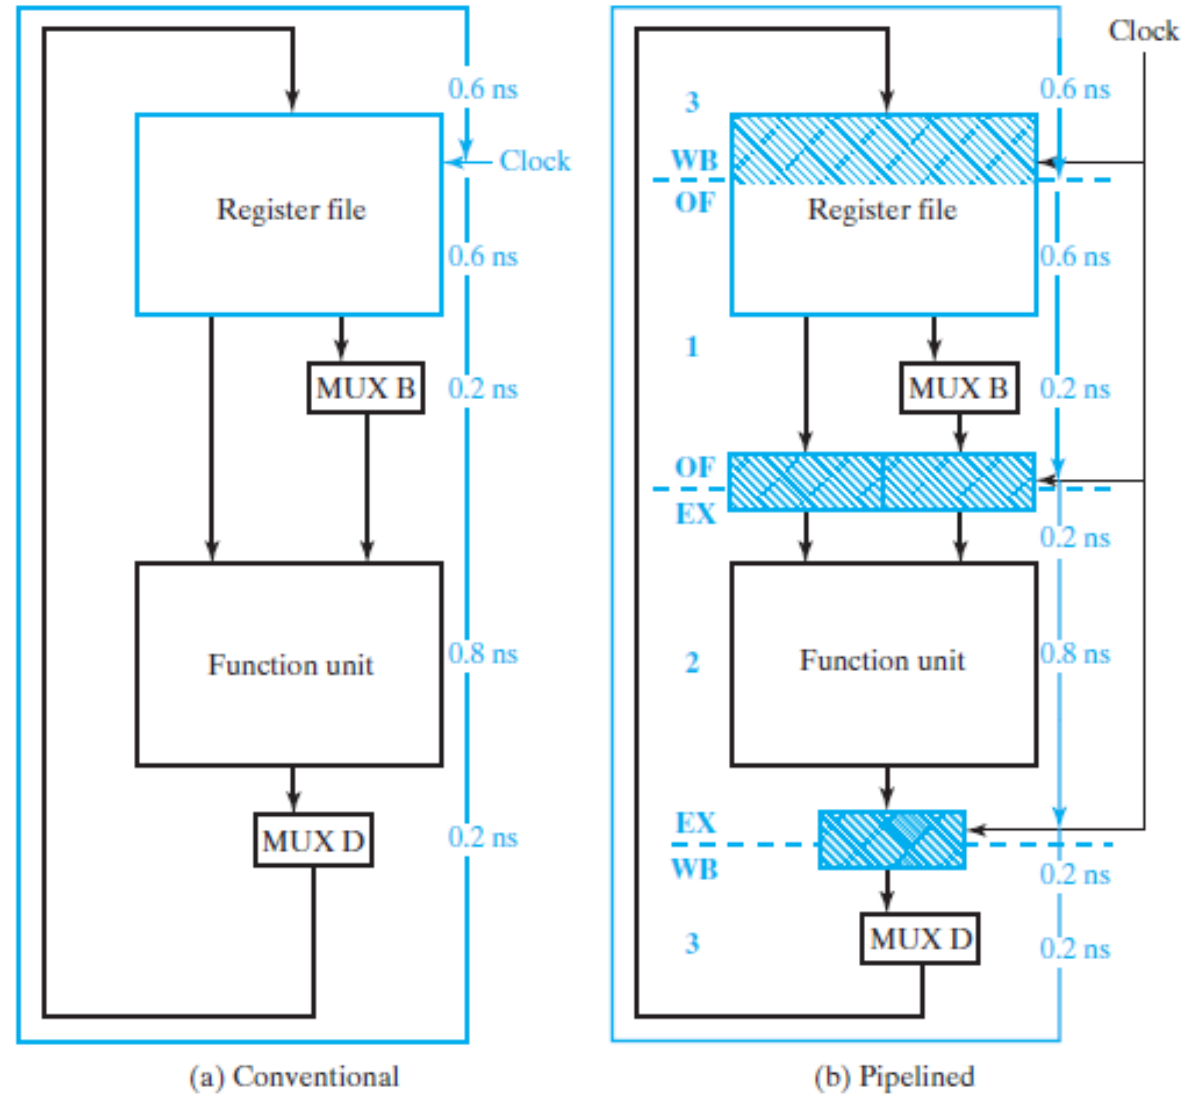 0.6 ns
Clock
Register file
0.6 ns
MUX B
0.2 ns
Function unit
0.8 ns
MUX D
0.2 ns
(a) Conventional
Clock
0.6 ns
3
WB
OF
Register file
0.6 ns
1
MUX B
0.2 ns
OF
EX
0.2 ns
2
Function unit
0.8 ns
EX
WB
0.2 ns
3
MUX D
0.2 ns
(b) Pipelined